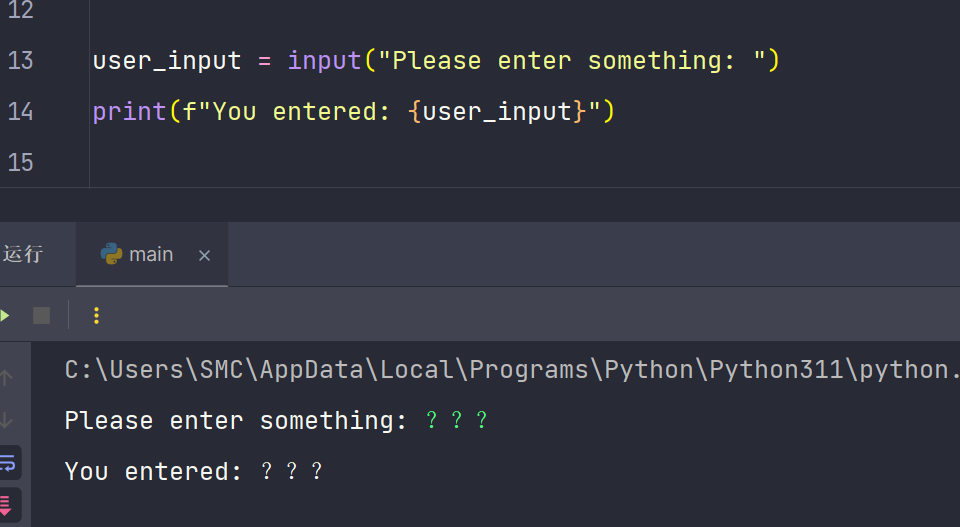 12
13 user_input = input("Please enter something: ")
14 print(f"You entered: {user_input}")
15
运行 main ×
C:\Users\SMC\AppData\Local\Programs\Python\Python311\python.
Please enter something: ？？？
You entered: ？？？